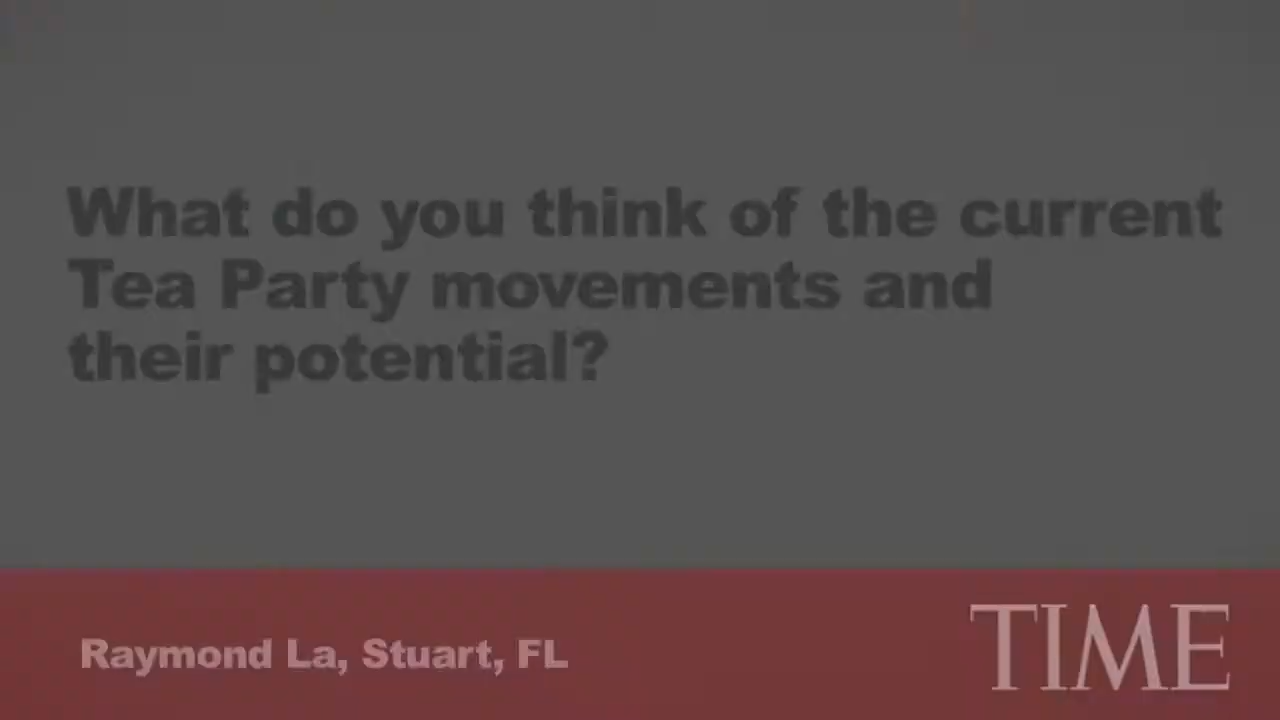 What do you think of the current
Tea Party movements and
their potential?
Raymond La, Stuart, FL
TIME